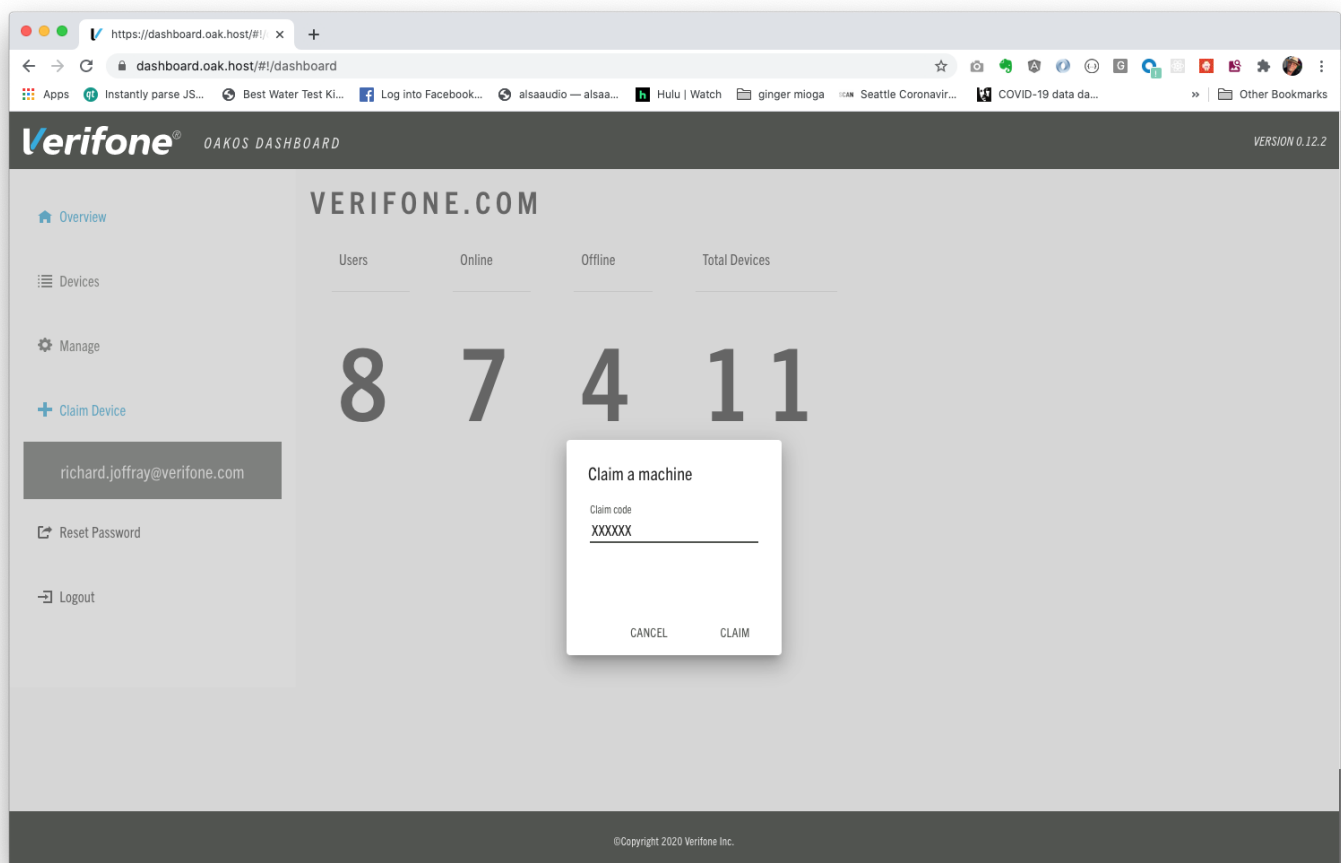 https://dashboard.oak.host/#!/
dashboard.oak.host/#!/dashboard
Apps Instantly parse JS... Best Water Test Ki... Log into Facebook... alsaaudio — alsaa... Hulu | Watch ginger mioga Seattle Coronavir... COVID-19 data da... » Other Bookmarks
Verifone® OAKOS DASHBOARD VERSION 0.12.2
VERIFONE.COM
Overview
Devices
Manage
Claim Device
richard.joffray@verifone.com
Reset Password
Logout
Users Online Offline Total Devices
8 7 4 11
Claim a machine
Claim code
XXXXXX
CANCEL CLAIM
©Copyright 2020 Verifone Inc.